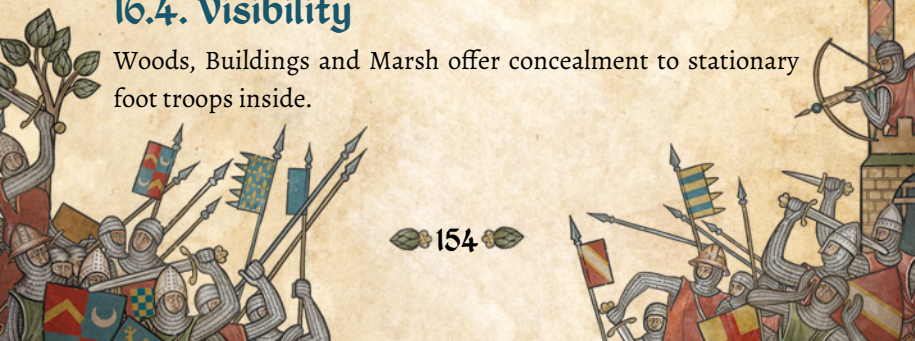 16.4. Visibility
Woods, Buildings and Marsh offer concealment to stationary
foot troops inside.
154